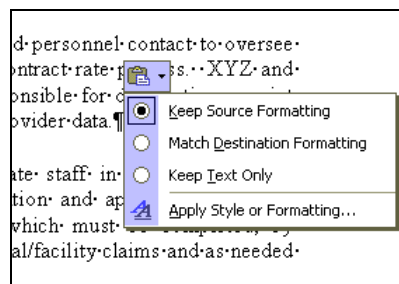 d·personnel·contact·to·oversee·
ontract·rate· ss.··XYZ·and·
onsible·for·
Keep Source Formatting
ovider·data.¶
Match Destination Formatting
ate· staff· in·
Keep Text Only
tion· and· ap
Apply Style or Formatting...
which· must·
al/facility·claims·and·as·needed·